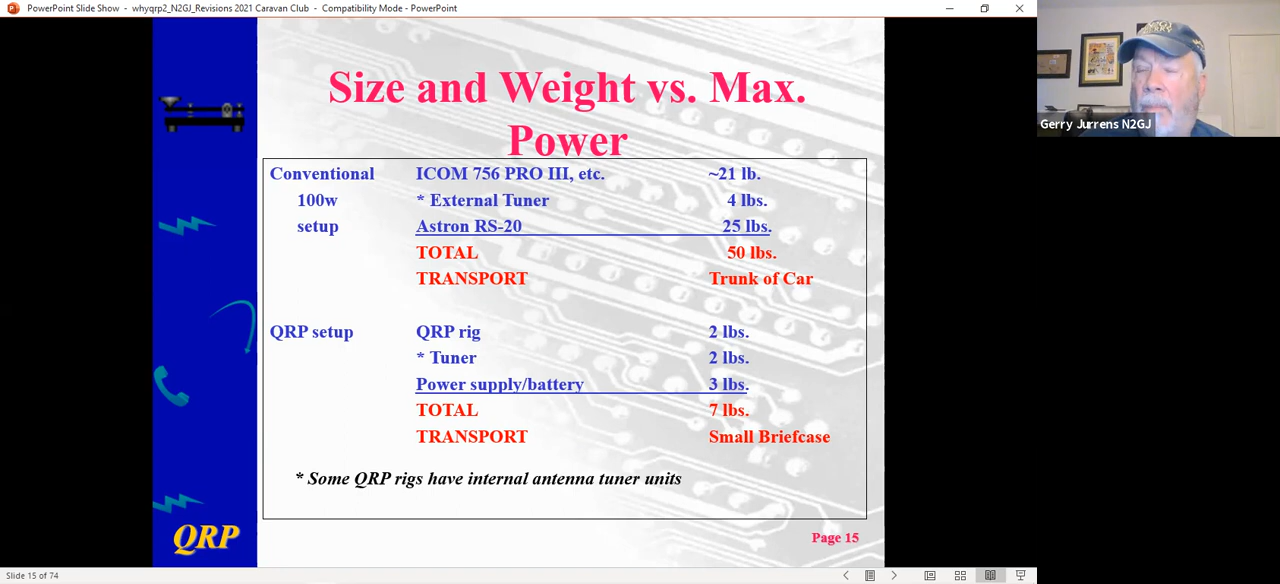 PowerPoint Slide Show - whyqrp2_N2GJ_Revisions 2021 Caravan Club - Compatibility Mode - PowerPoint
Size and Weight vs. Max.
Power
Conventional ICOM 756 PRO III, etc. ~21 lb.
100w * External Tuner 4 lbs.
setup Astron RS-20 25 lbs.
TOTAL 50 lbs.
TRANSPORT Trunk of Car
QRP setup QRP rig 2 lbs.
* Tuner 2 lbs.
Power supply/battery 3 lbs.
TOTAL 7 lbs.
TRANSPORT Small Briefcase
* Some QRP rigs have internal antenna tuner units
QRP
Page 15
Slide 15 of 74
Gerry Jurrens N2GJ